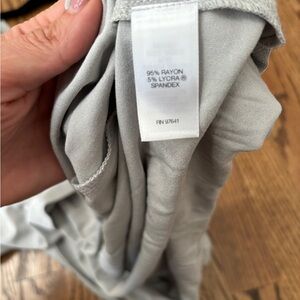 95% RAYON
5% LYCRA®
SPANDEX
RN 97641